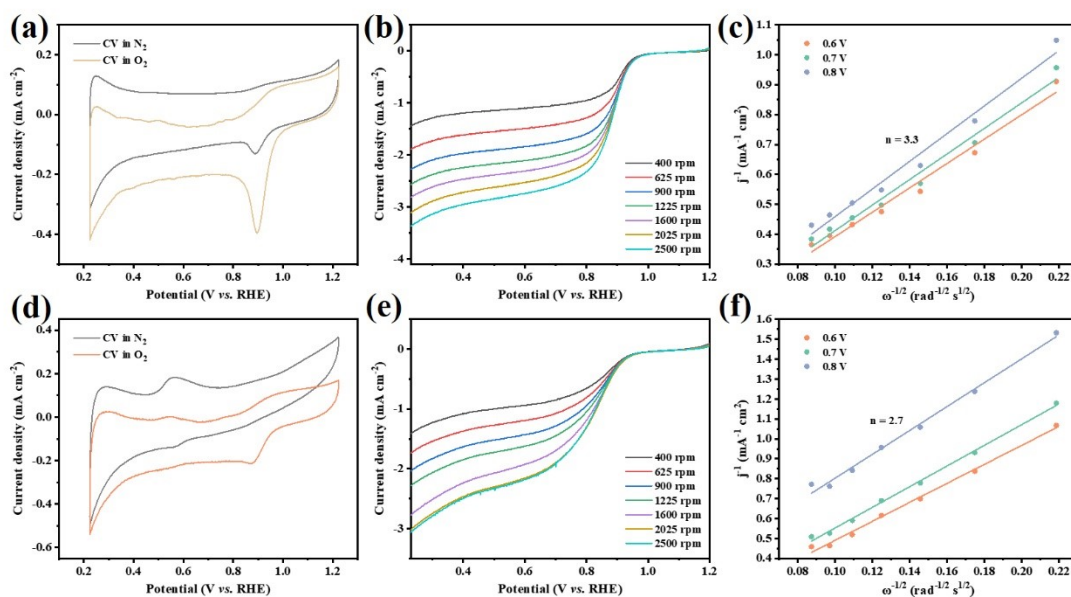 (a)
CV in N2
CV in O2
0.2
0.0
-0.2
-0.4
0.2 0.4 0.6 0.8 1.0 1.2
Current density (mA cm-2)
Potential (V vs. RHE)
(b)
0
-1
-2
-3
-4
0.4 0.6 0.8 1.0 1.2
400 rpm
625 rpm
900 rpm
1225 rpm
1600 rpm
2025 rpm
2500 rpm
Current density (mA cm-2)
Potential (V vs. RHE)
(c)
0.6 V
0.7 V
0.8 V
n = 3.3
1.1
1.0
0.9
0.8
0.7
0.6
0.5
0.4
0.3
0.08 0.10 0.12 0.14 0.16 0.18 0.20 0.22
j-1 (mA-1 cm2)
ω-1/2 (rad-1/2 s1/2)
(d)
CV in N2
CV in O2
0.4
0.2
0.0
-0.2
-0.4
-0.6
0.2 0.4 0.6 0.8 1.0 1.2
Current density (mA cm-2)
Potential (V vs. RHE)
(e)
0
-1
-2
-3
0.4 0.6 0.8 1.0 1.2
400 rpm
625 rpm
900 rpm
1225 rpm
1600 rpm
2025 rpm
2500 rpm
Current density (mA cm-2)
Potential (V vs. RHE)
(f)
0.6 V
0.7 V
0.8 V
n = 2.7
1.6
1.5
1.4
1.3
1.2
1.1
1.0
0.9
0.8
0.7
0.6
0.5
0.4
0.08 0.10 0.12 0.14 0.16 0.18 0.20 0.22
j-1 (mA-1 cm2)
ω-1/2 (rad-1/2 s1/2)